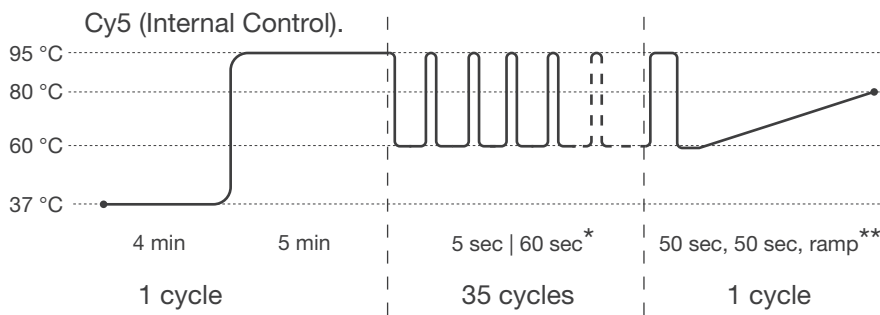 Cy5 (Internal Control).
95 °C
80 °C
60 °C
37 °C
4 min 5 min 5 sec | 60 sec* 50 sec, 50 sec, ramp**
1 cycle 35 cycles 1 cycle